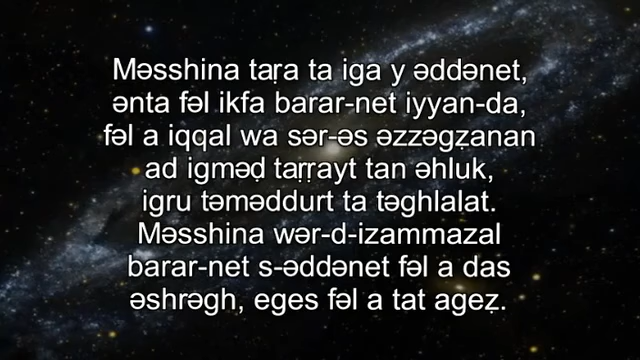 Məsshina taṛa ta iga y əddənet,
ənta fəl ikfa barar-net iyyan-da,
fəl a iqqal wa sər-əs əzzəgẓanan
ad igməḍ taṛṛayt tan əhluk,
igru təməddurt ta təghlalat.
Məsshina wər-d-izammazal
barar-net s-əddənet fəl a das
əshrəgh, eges fəl a tat ageẓ.